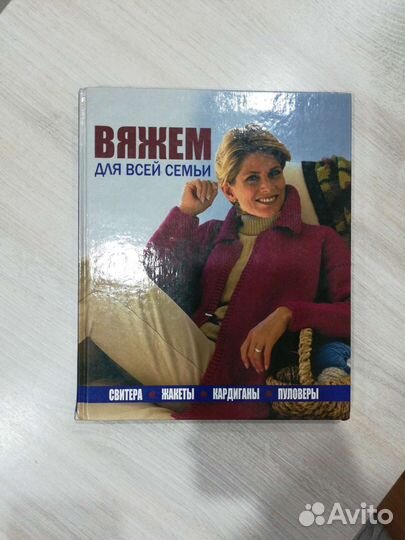 ВЯЖЕМ
ДЛЯ ВСЕЙ СЕМЬИ
СВИТЕРА • ЖАКЕТЫ • КАРДИГАНЫ • ПУЛОВЕРЫ
Avito